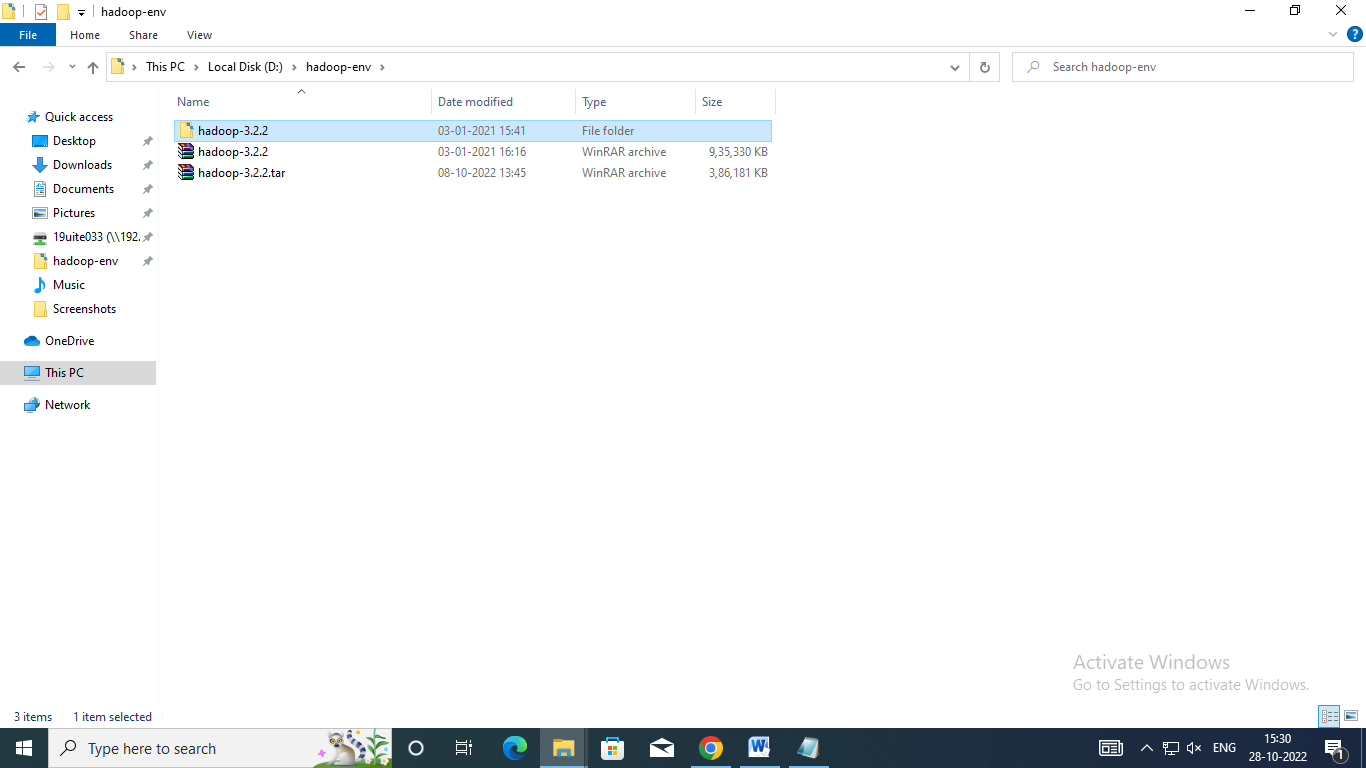 hadoop-env
File Home Share View
This PC Local Disk (D:) hadoop-env
Search hadoop-env
Name Date modified Type Size
Quick access
Desktop
Downloads
Documents
Pictures
19uite033 (\\192.
hadoop-env
Music
Screenshots
OneDrive
This PC
Network
hadoop-3.2.2 03-01-2021 15:41 File folder
hadoop-3.2.2 03-01-2021 16:16 WinRAR archive 9,35,330 KB
hadoop-3.2.2.tar 08-10-2022 13:45 WinRAR archive 3,86,181 KB
Activate Windows
Go to Settings to activate Windows.
3 items 1 item selected
Type here to search
ENG
15:30
28-10-2022
1